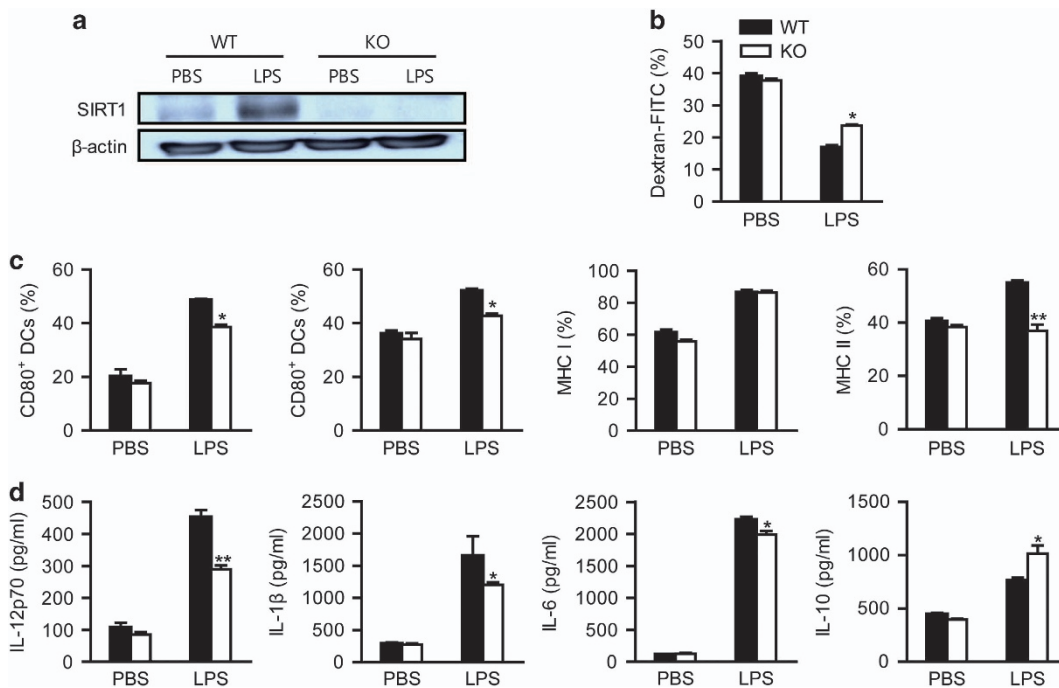 a
WT KO
PBS LPS PBS LPS
SIRT1
β-actin
b
WT
KO
Dextran-FITC (%)
50
40
30
20
10
0
*
PBS LPS
c
CD80⁺ DCs (%)
60
40
20
0
*
PBS LPS
CD80⁺ DCs (%)
60
40
20
0
*
PBS LPS
MHC I (%)
100
80
60
40
20
0
PBS LPS
MHC II (%)
60
40
20
0
**
PBS LPS
d
IL-12p70 (pg/ml)
500
400
300
200
100
0
**
PBS LPS
IL-1β (pg/ml)
2500
2000
1500
1000
500
0
*
PBS LPS
IL-6 (pg/ml)
2500
2000
1500
1000
500
0
*
PBS LPS
IL-10 (pg/ml)
1500
1000
500
0
*
PBS LPS